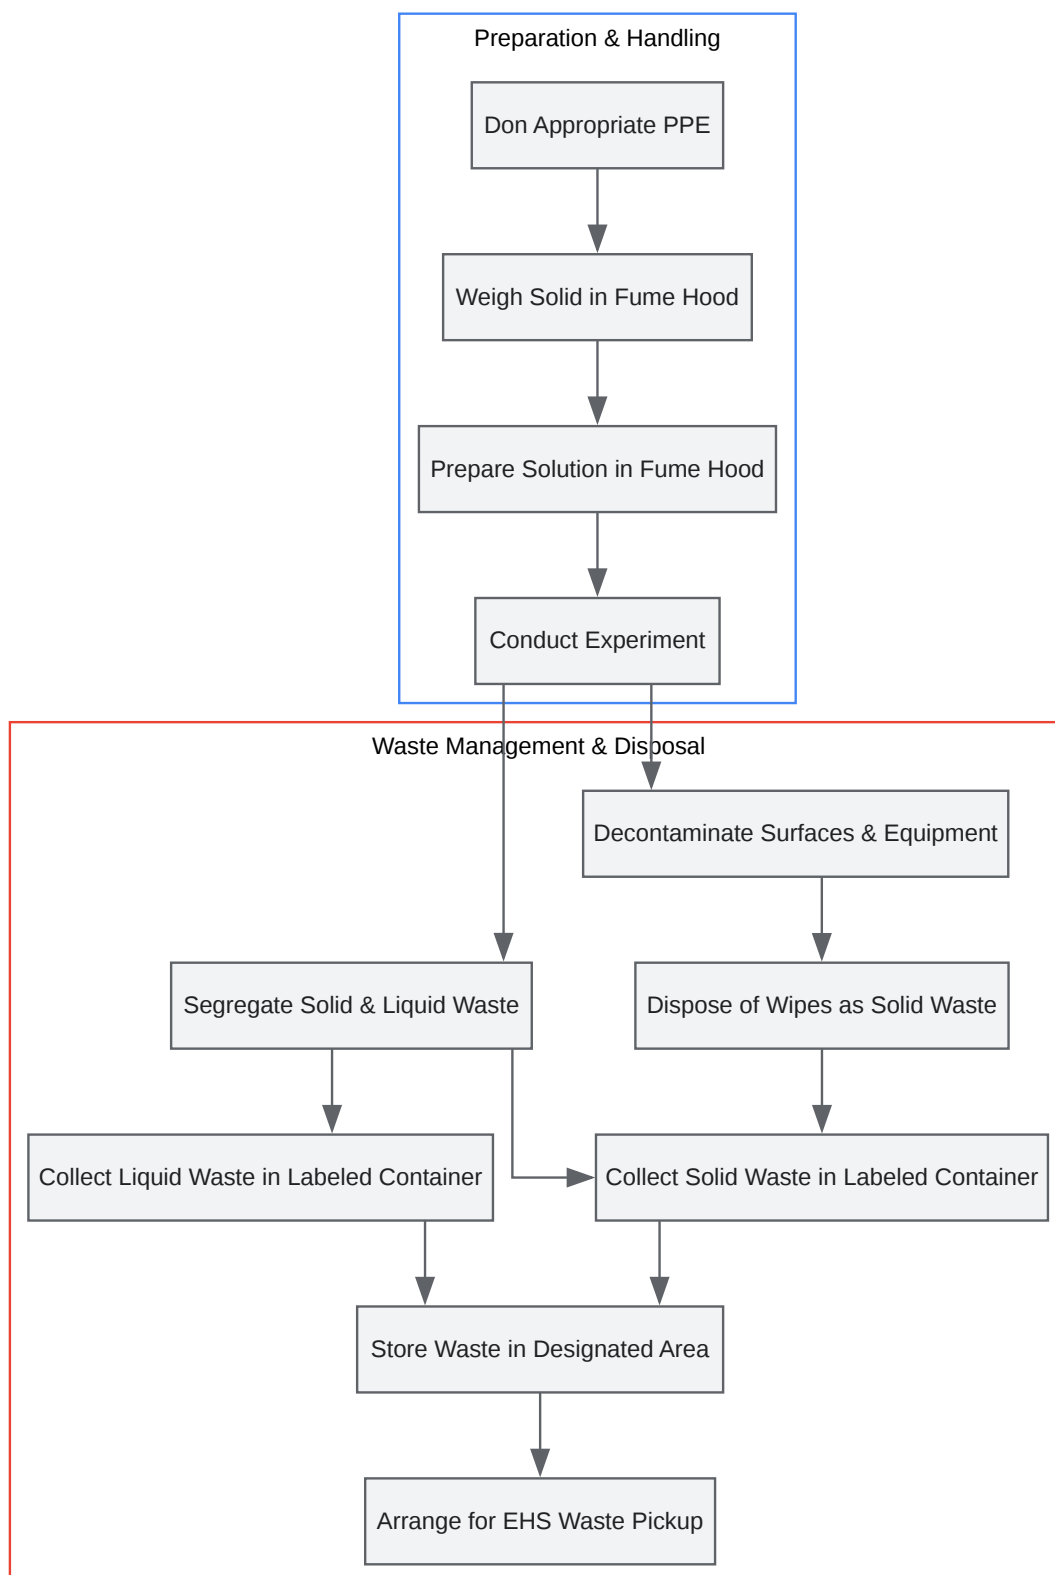 Preparation & Handling
Don Appropriate PPE
Weigh Solid in Fume Hood
Prepare Solution in Fume Hood
Conduct Experiment
Waste Management & Disposal
Decontaminate Surfaces & Equipment
Segregate Solid & Liquid Waste
Dispose of Wipes as Solid Waste
Collect Liquid Waste in Labeled Container
Collect Solid Waste in Labeled Container
Store Waste in Designated Area
Arrange for EHS Waste Pickup